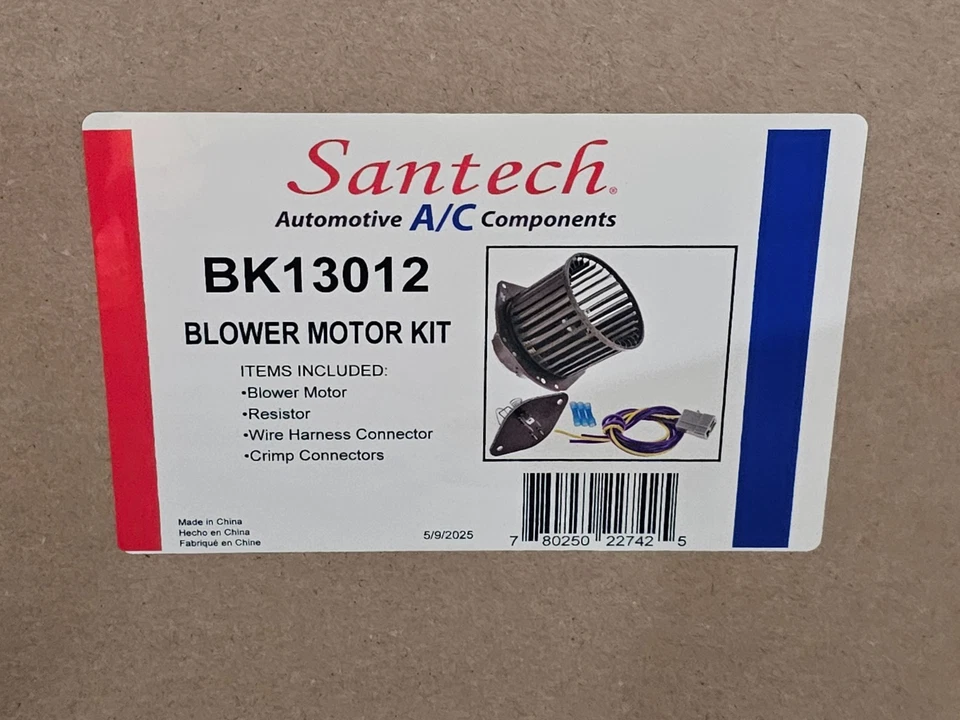 Santech®
Automotive A/C Components
BK13012
BLOWER MOTOR KIT
ITEMS INCLUDED:
•Blower Motor
•Resistor
•Wire Harness Connector
•Crimp Connectors
Made in China
Hecho en China
Fabriqué en Chine
5/9/2025
7 80250 22742 5